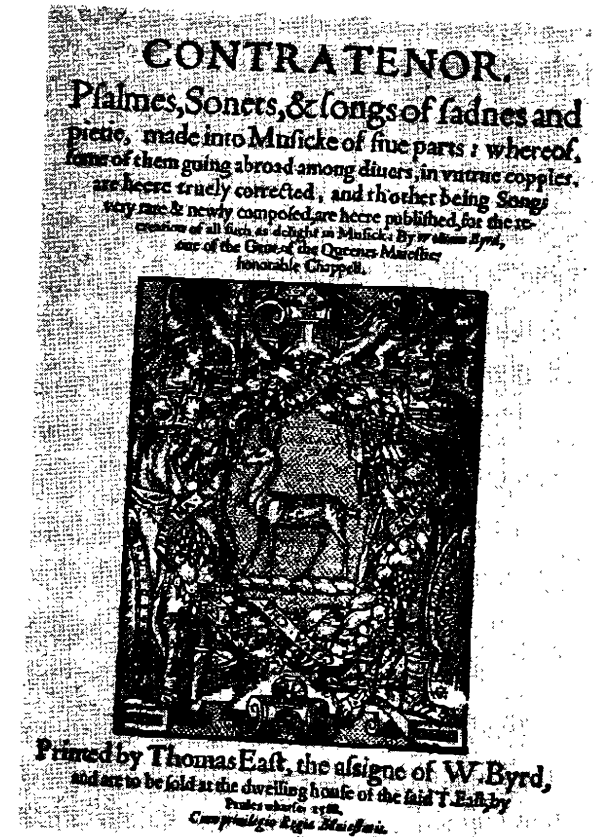 CONTRATENOR.
Psalmes, Sonets, & songs of sadnes and
pietie, made into Musicke of fiue parts: whereof,
some of them going abroad among diuers, in vntrue coppies,
are heere truely corrected, and th'other being Songs
very rare & newly composed, are heere published, for the re-
creation of all such as delight in Musick: By William Byrd,
one of the Gent. of the Queenes Maiesties
honorable Chappell.
Printed by Thomas East, the assigne of W. Byrd,
and are to be sold at the dwelling house of the said T. East, by
Paules wharfe. 1588.
Cum priuilegio Regiæ Maiestatis.